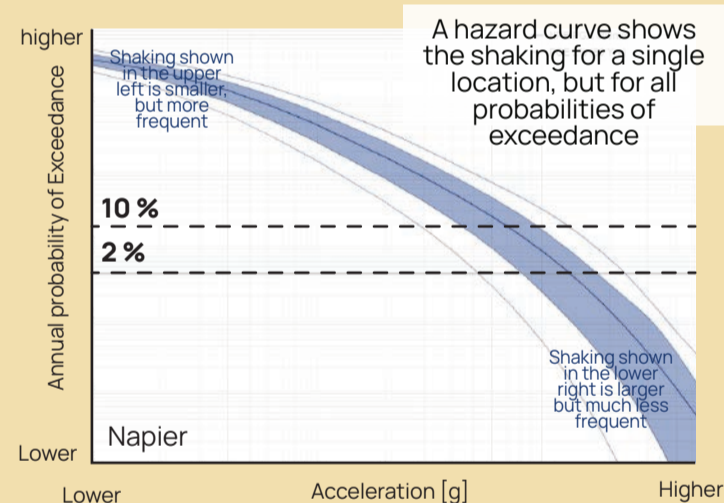 A hazard curve shows
the shaking for a single
location, but for all
probabilities of
exceedance
higher
Annual probability of Exceedance
Shaking shown
in the upper
left is smaller,
but more
frequent
10 %
2 %
Shaking shown
in the lower
right is larger
but much less
frequent
Napier
Lower
Lower
Acceleration [g]
Higher